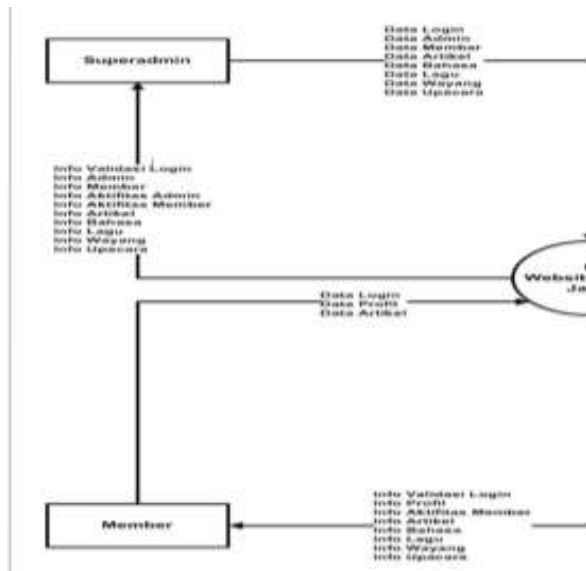 Superadmin
Data Login
Data Admin
Data Member
Data Artikel
Data Bahasa
Data Lagu
Data Wayang
Data Upacara
Info Validasi Login
Info Admin
Info Member
Info Aktifitas Admin
Info Aktifitas Member
Info Artikel
Info Bahasa
Info Lagu
Info Wayang
Info Upacara
Websit
Ja
Data Login
Data Profil
Data Artikel
Member
Info Validasi Login
Info Profil
Info Aktifitas Member
Info Artikel
Info Bahasa
Info Lagu
Info Wayang
Info Upacara